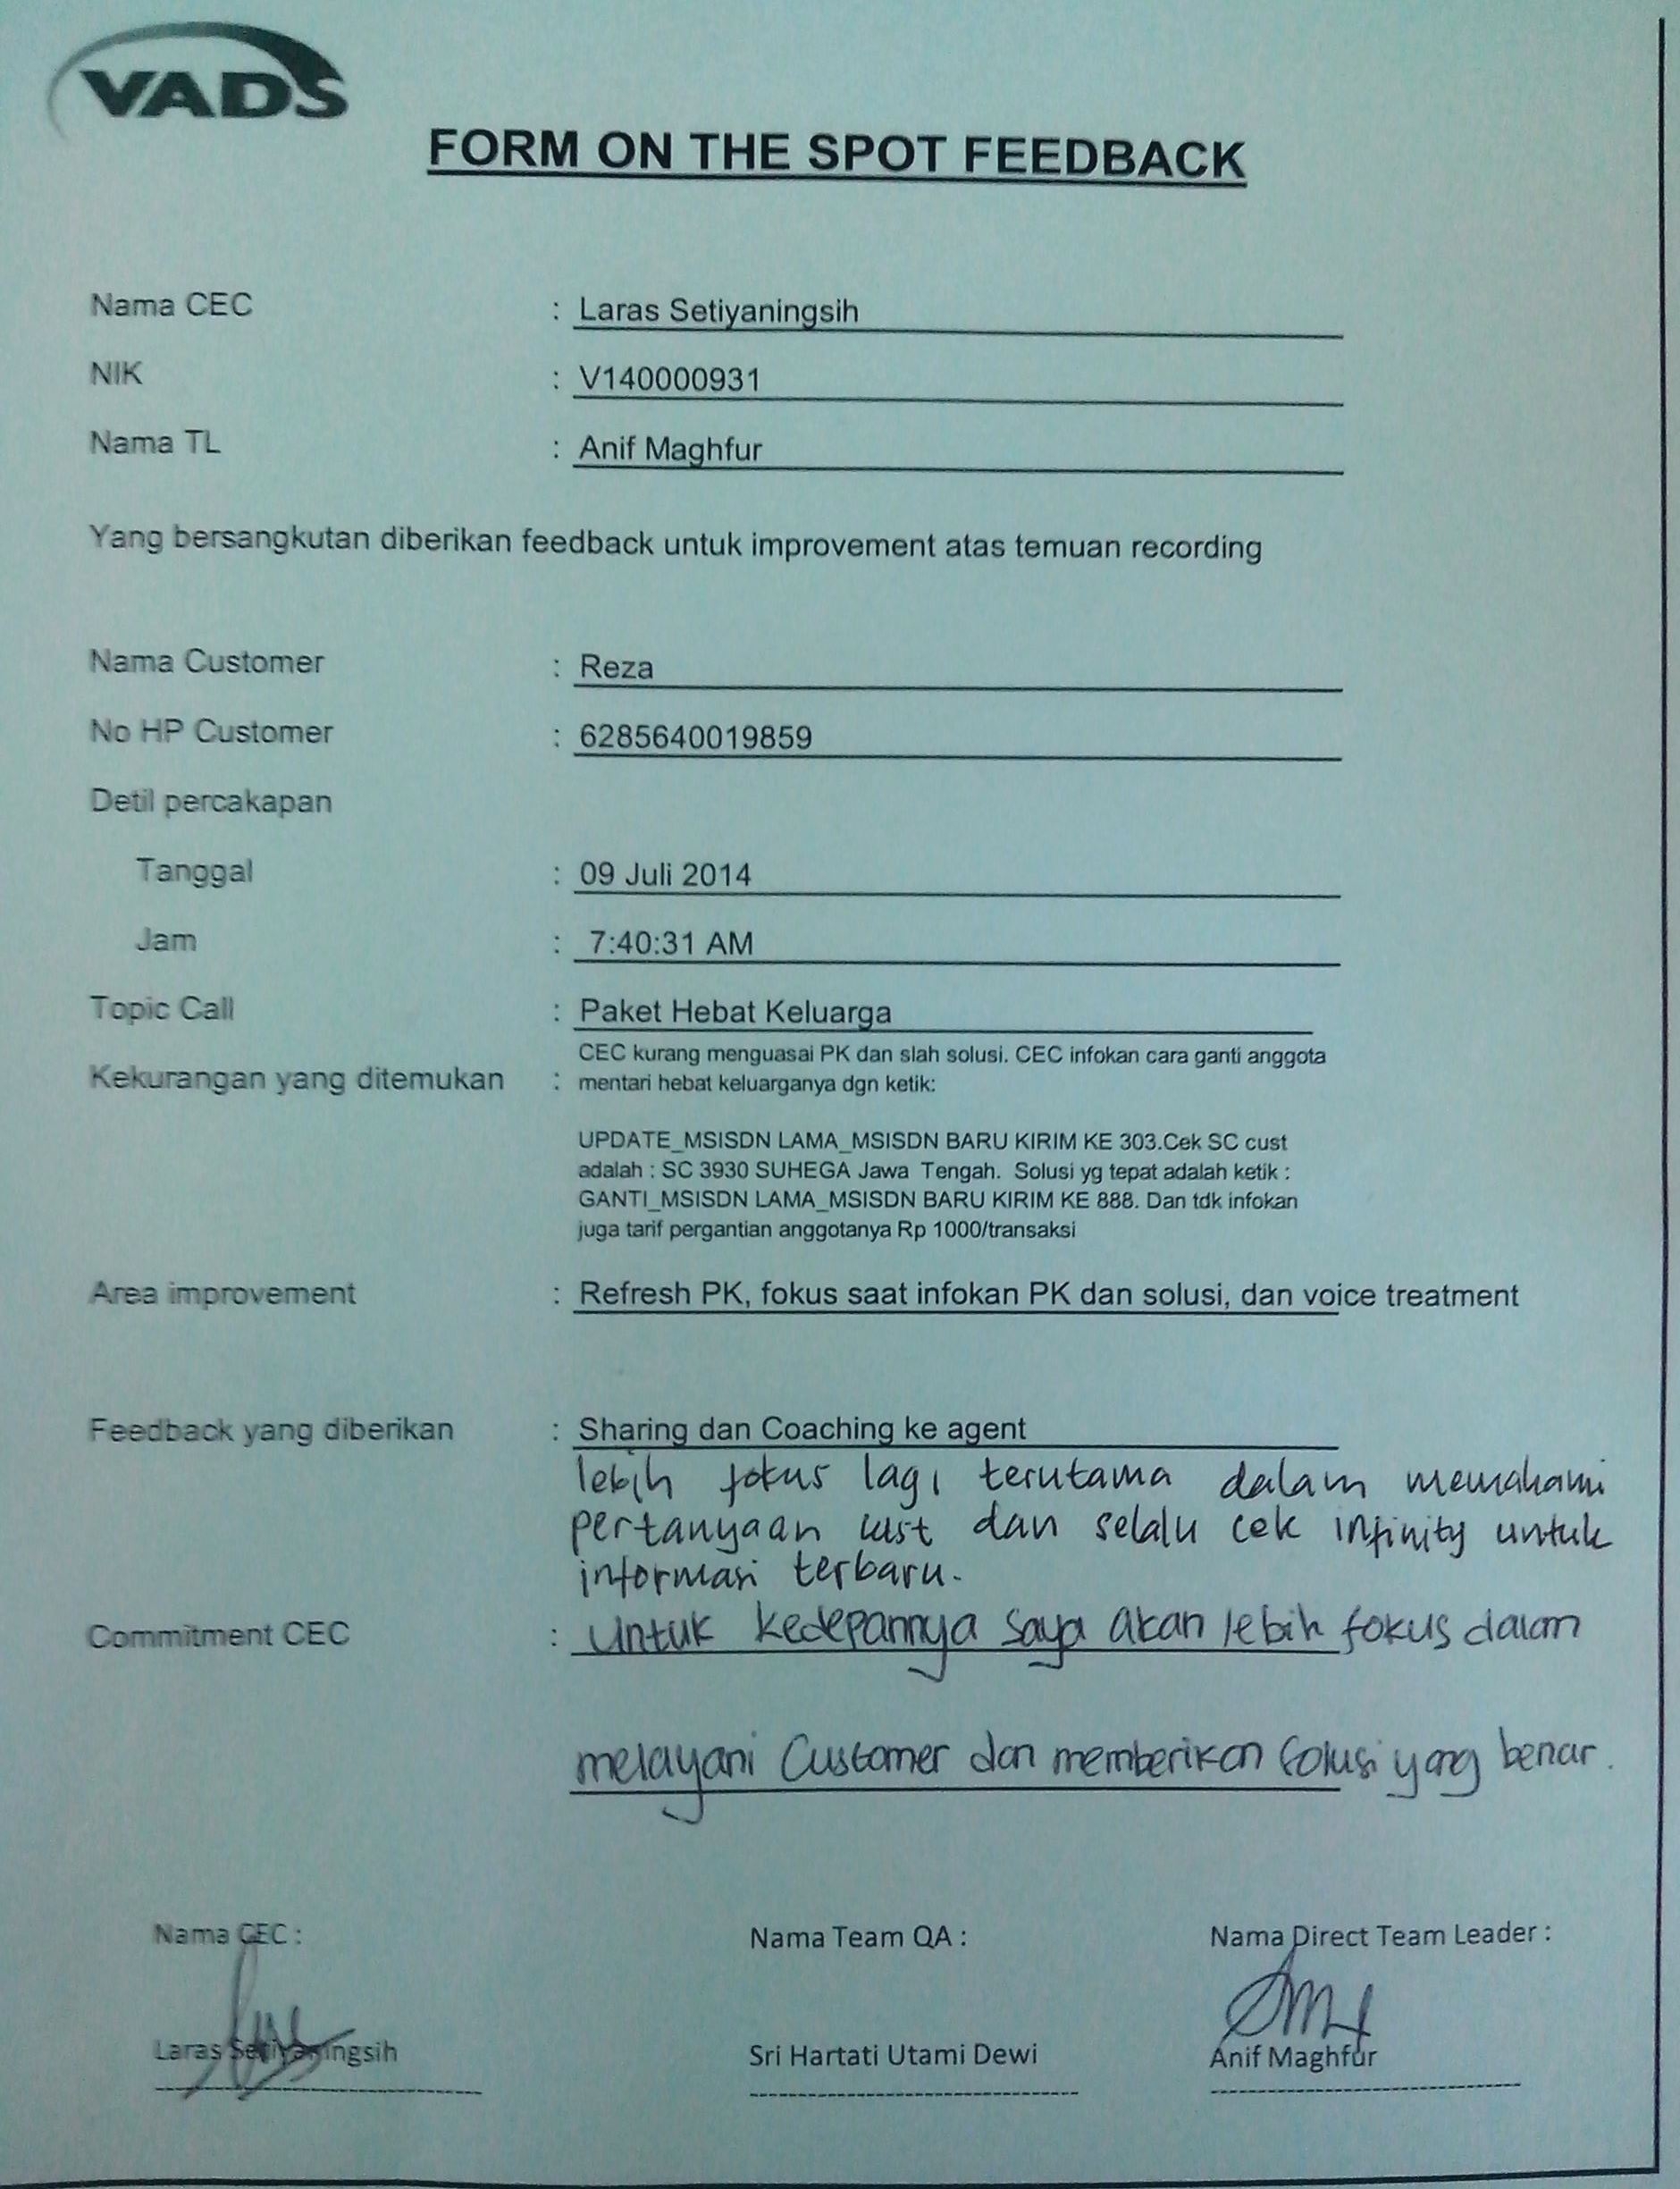 VADS
FORM ON THE SPOT FEEDBACK
Nama CEC : Laras Setiyaningsih
NIK : V140000931
Nama TL : Anif Maghfur
Yang bersangkutan diberikan feedback untuk improvement atas temuan recording
Nama Customer : Reza
No HP Customer : 6285640019859
Detil percakapan
Tanggal : 09 Juli 2014
Jam : 7:40:31 AM
Topic Call : Paket Hebat Keluarga
CEC kurang menguasai PK dan slah solusi. CEC infokan cara ganti anggota
Kekurangan yang ditemukan : mentari hebat keluarganya dgn ketik:
UPDATE_MSISDN LAMA_MSISDN BARU KIRIM KE 303.Cek SC cust
adalah : SC 3930 SUHEGA Jawa Tengah. Solusi yg tepat adalah ketik :
GANTI_MSISDN LAMA_MSISDN BARU KIRIM KE 888. Dan tdk infokan
juga tarif pergantian anggotanya Rp 1000/transaksi
Area improvement : Refresh PK, fokus saat infokan PK dan solusi, dan voice treatment
Feedback yang diberikan : Sharing dan Coaching ke agent
lebih fokus lagi terutama dalam memahami
pertanyaan cust dan selalu cek infinity untuk
informasi terbaru.
Commitment CEC : Untuk kedepannya saya akan lebih fokus dalam
melayani Customer dan memberikan Solusi yang benar.
Nama CEC : Nama Team QA : Nama Direct Team Leader :
Laras Setiyaningsih Sri Hartati Utami Dewi Anif Maghfur